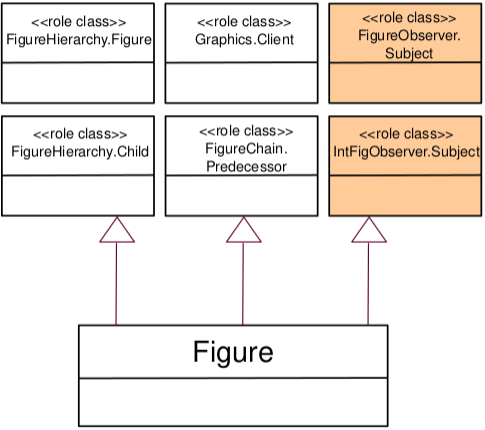 <<role class>>
FigureHierarchy.Figure
<<role class>>
Graphics.Client
<<role class>>
FigureObserver.
Subject
<<role class>>
FigureHierarchy.Child
<<role class>>
FigureChain.
Predecessor
<<role class>>
IntFigObserver.Subject
Figure